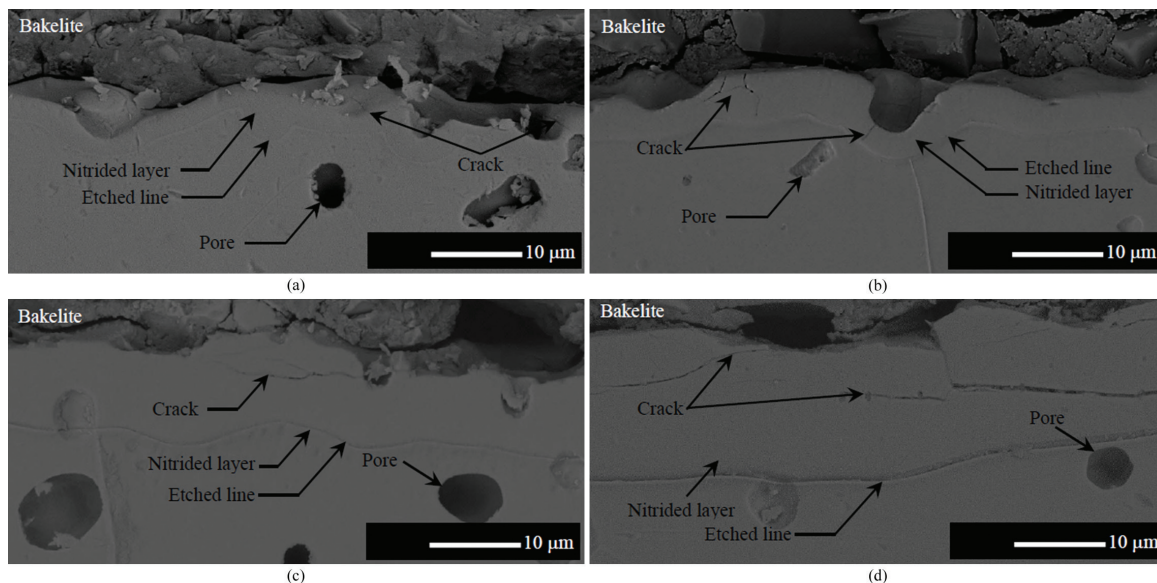 Bakelite
Nitrided layer
Etched line
Crack
Pore
10 μm
(a)
Bakelite
Crack
Etched line
Nitrided layer
Pore
10 μm
(b)
Bakelite
Crack
Nitrided layer
Pore
Etched line
10 μm
(c)
Bakelite
Crack
Pore
Nitrided layer
Etched line
10 μm
(d)